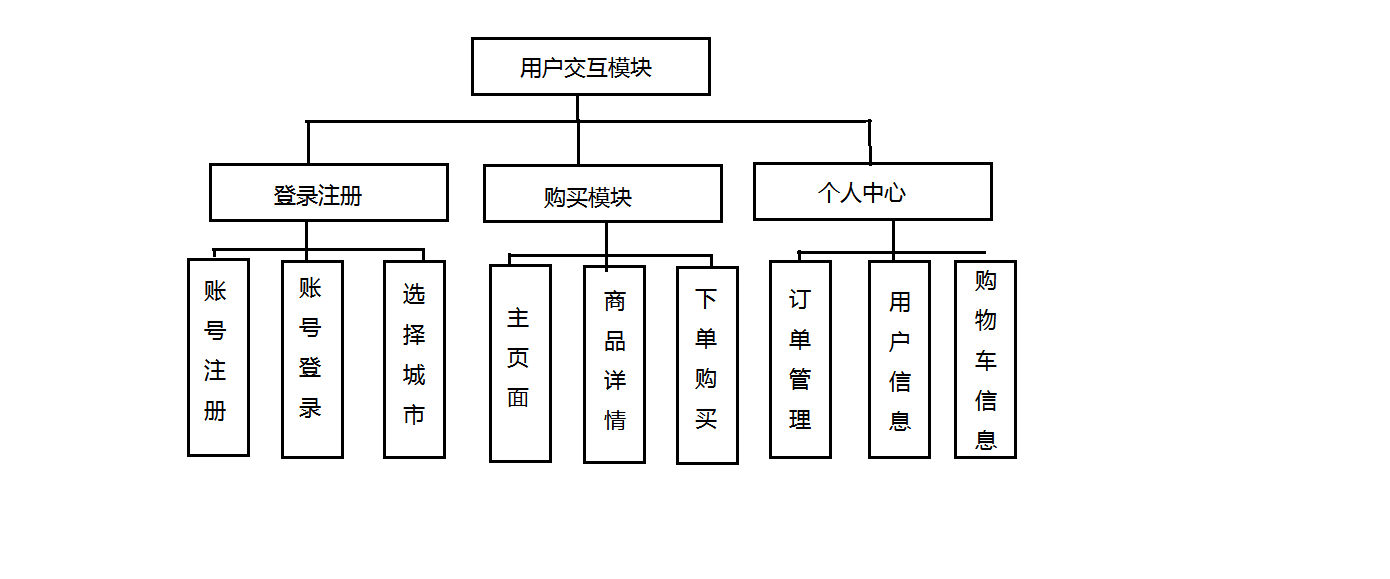 用户交互模块
登录注册
购买模块
个人中心
账号注册
账号登录
选择城市
主页面
商品详情
下单购买
订单管理
用户信息
购物车信息